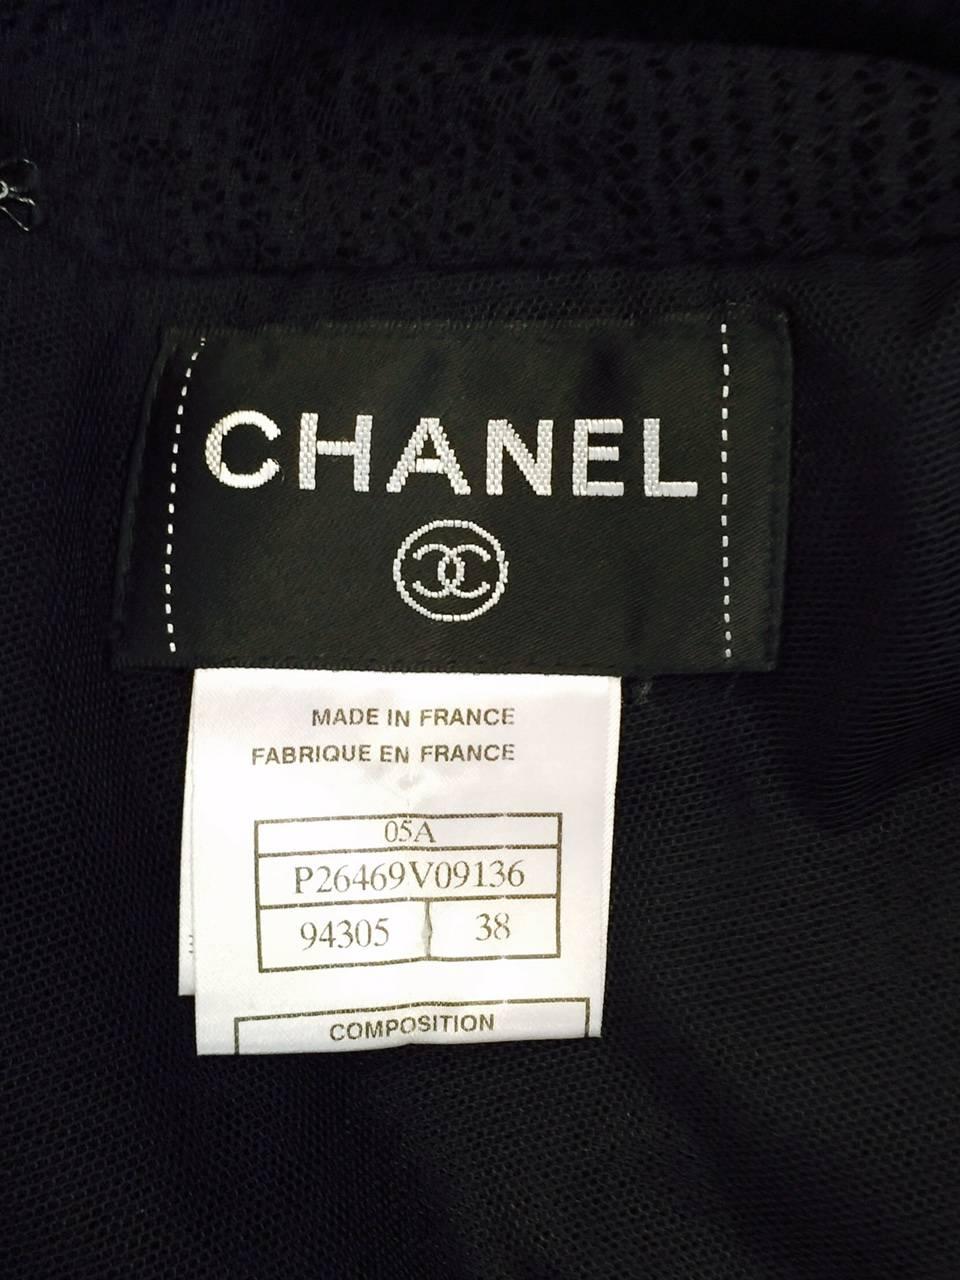 CHANEL
MADE IN FRANCE
FABRIQUE EN FRANCE
05A
P26469V09136
94305 38
COMPOSITION